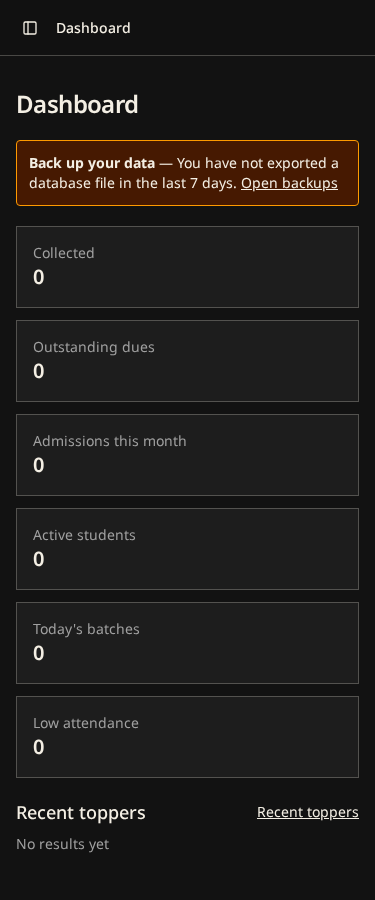 Dashboard
Dashboard
Back up your data — You have not exported a
database file in the last 7 days. Open backups
Collected
0
Outstanding dues
0
Admissions this month
0
Active students
0
Today's batches
0
Low attendance
0
Recent toppers
Recent toppers
No results yet